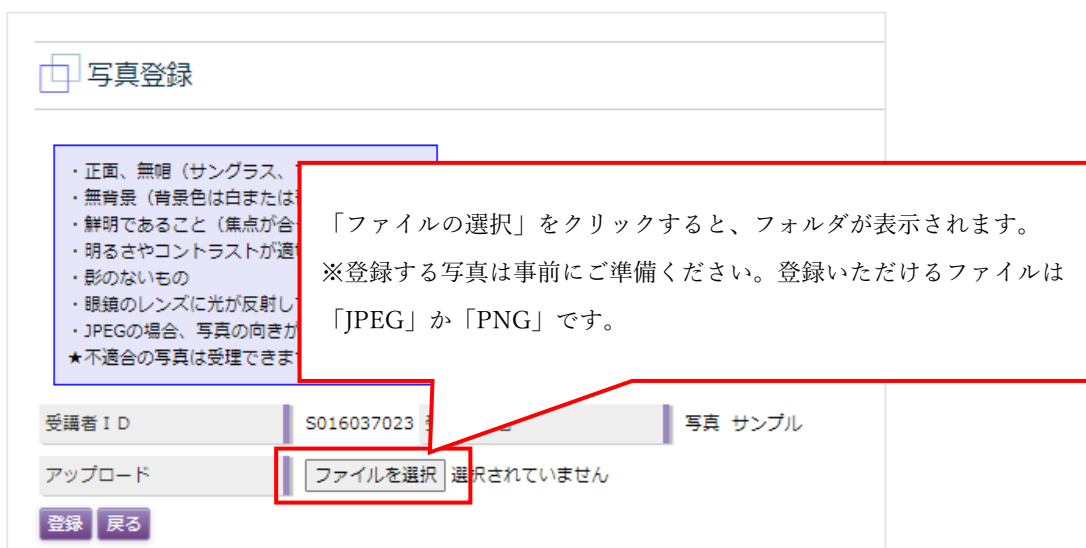 写真登録
・正面、無帽（サングラス、
・無背景（背景色は白または
・鮮明であること（焦点が合
・明るさやコントラストが適
・影のないもの
・眼鏡のレンズに光が反射し
・JPEGの場合、写真の向きが
★不適合の写真は受理できま
「ファイルの選択」をクリックすると、フォルダが表示されます。
※登録する写真は事前にご準備ください。登録いただけるファイルは
「JPEG」か「PNG」です。
受講者ＩＤ S016037023 写真 サンプル
アップロード ファイルを選択 選択されていません
登録 戻る